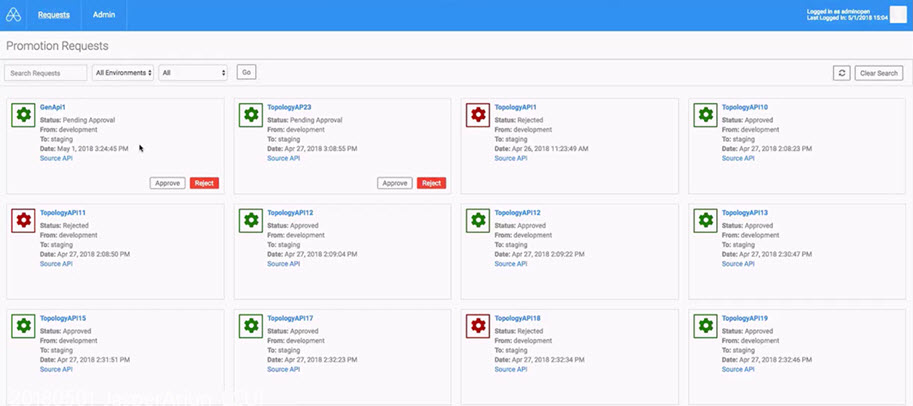 Requests Admin
Logged in as adminopen
Last Logged In: 5/1/2018 15:04
Promotion Requests
Search Requests All Environments All Go Clear Search
GenApi1
Status: Pending Approval
From: development
To: staging
Date: May 1, 2018 3:24:45 PM
Source API
Approve Reject
TopologyAP23
Status: Pending Approval
From: development
To: staging
Date: Apr 27, 2018 3:08:55 PM
Source API
Approve Reject
TopologyAPI1
Status: Rejected
From: development
To: staging
Date: Apr 26, 2018 11:23:49 AM
Source API
TopologyAPI10
Status: Approved
From: development
To: staging
Date: Apr 27, 2018 2:08:23 PM
Source API
TopologyAPI11
Status: Rejected
From: development
To: staging
Date: Apr 27, 2018 2:08:50 PM
Source API
TopologyAPI12
Status: Approved
From: development
To: staging
Date: Apr 27, 2018 2:09:04 PM
Source API
TopologyAPI12
Status: Approved
From: development
To: staging
Date: Apr 27, 2018 2:09:22 PM
Source API
TopologyAPI13
Status: Approved
From: development
To: staging
Date: Apr 27, 2018 2:30:47 PM
Source API
TopologyAPI15
Status: Approved
From: development
To: staging
Date: Apr 27, 2018 2:31:51 PM
Source API
TopologyAPI17
Status: Approved
From: development
To: staging
Date: Apr 27, 2018 2:32:23 PM
Source API
TopologyAPI18
Status: Rejected
From: development
To: staging
Date: Apr 27, 2018 2:32:34 PM
Source API
TopologyAPI19
Status: Approved
From: development
To: staging
Date: Apr 27, 2018 2:32:46 PM
Source API